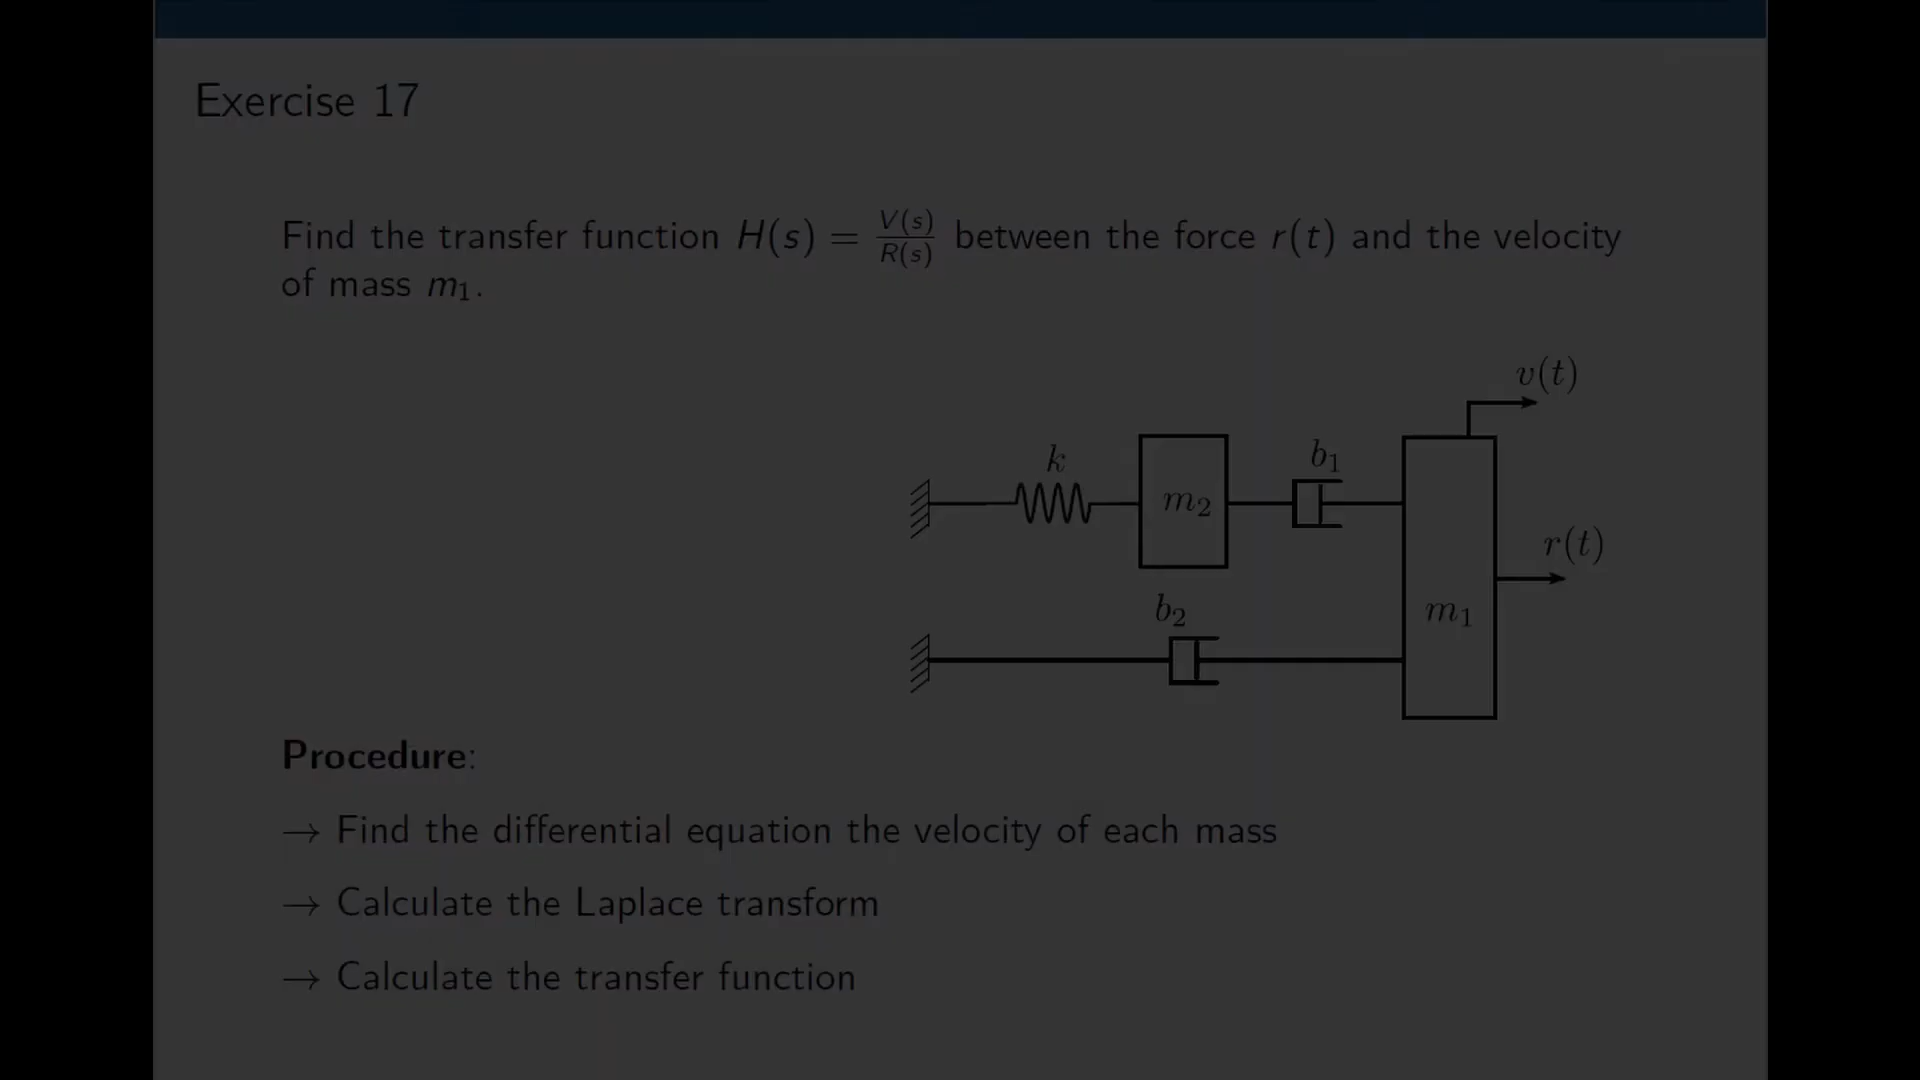 Exercise 17
Find the transfer function H(s) = V(s)/R(s) between the force r(t) and the velocity
of mass m₁.
v(t)
k
b₁
m₂
r(t)
b₂
m₁
Procedure:
→ Find the differential equation the velocity of each mass
→ Calculate the Laplace transform
→ Calculate the transfer function